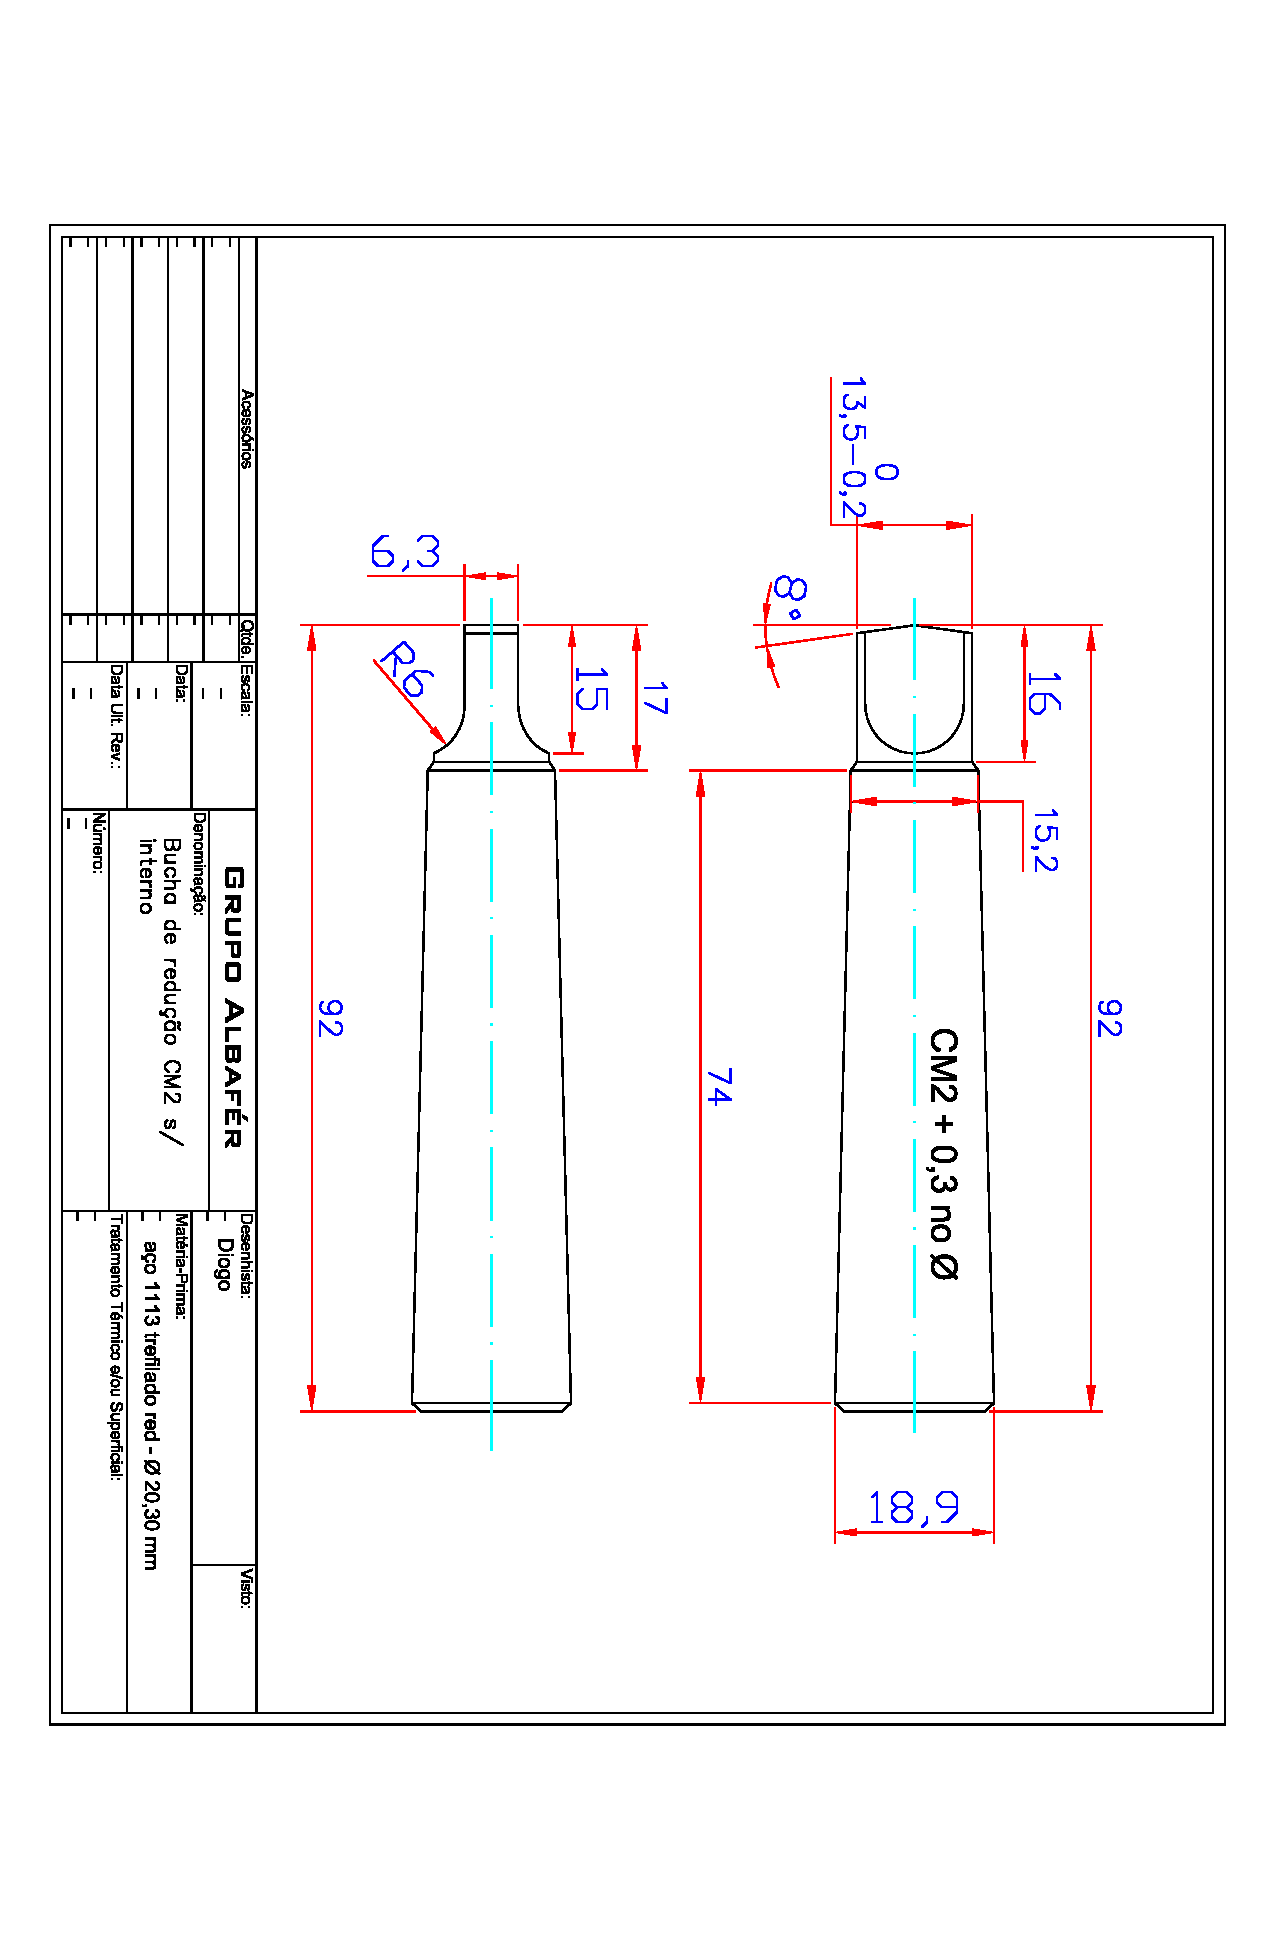 92
16
15,2
13,5
0
-0,2
8°
CM2 + 0,3 no Ø
18,9
74
17
15
6,3
R6
92
Acessórios
Qtde.
Escala:
Data:
Data Ult. Rev.:
GRUPO ALBAFÉR
Denominação:
Bucha de redução CM2 s/
interno
Número:
Desenhista:
Diogo
Visto:
Matéria-Prima:
aço 1113 trefilado red - Ø 20,30 mm
Tratamento Térmico e/ou Superficial: